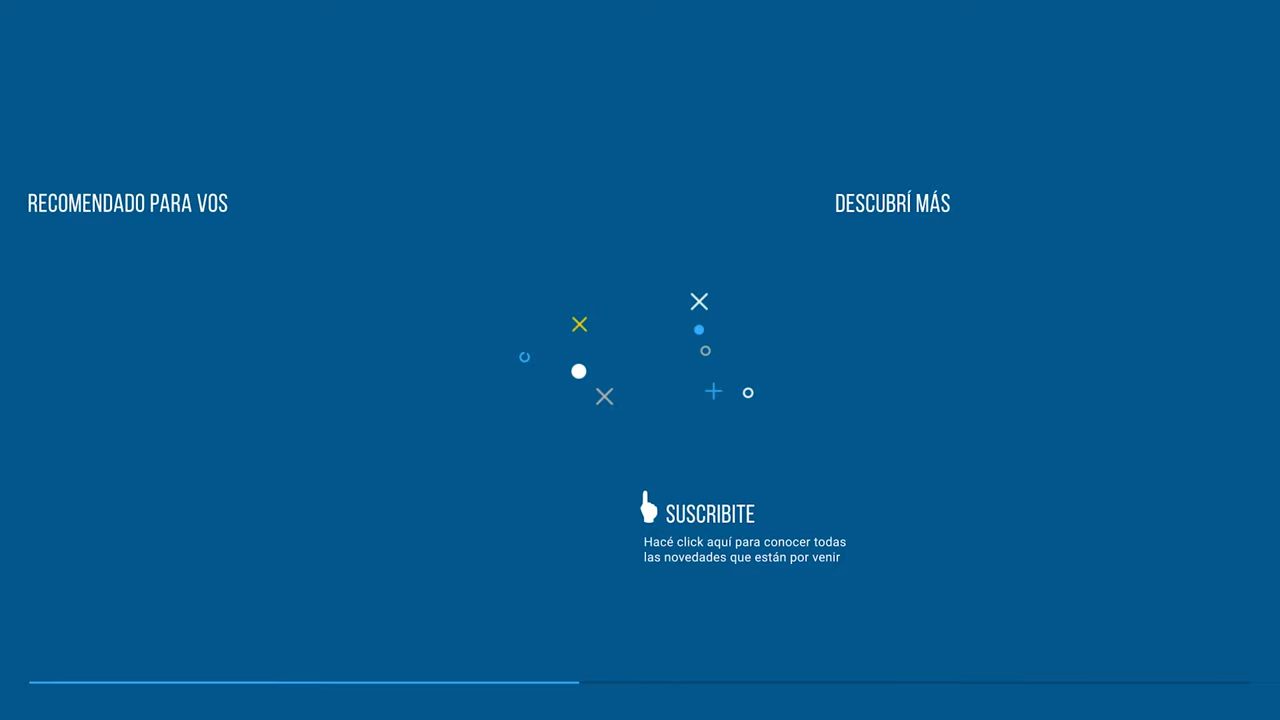 RECOMENDADO PARA VOS
DESCUBRÍ MÁS
SUSCRIBITE
Hacé click aquí para conocer todas
las novedades que están por venir